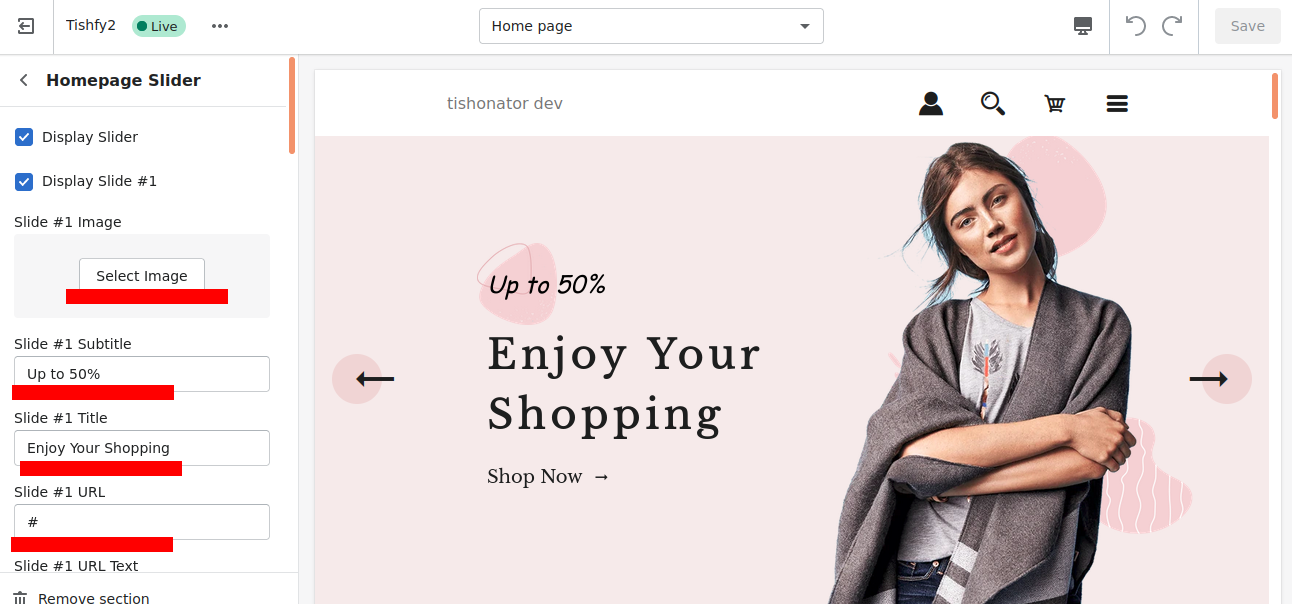 Tishfy2
Live
Home page
Save
Homepage Slider
Display Slider
Display Slide #1
Slide #1 Image
Select Image
Slide #1 Subtitle
Up to 50%
Slide #1 Title
Enjoy Your Shopping
Slide #1 URL
#
Slide #1 URL Text
Remove section
tishonator dev
Up to 50%
Enjoy Your
Shopping
Shop Now →